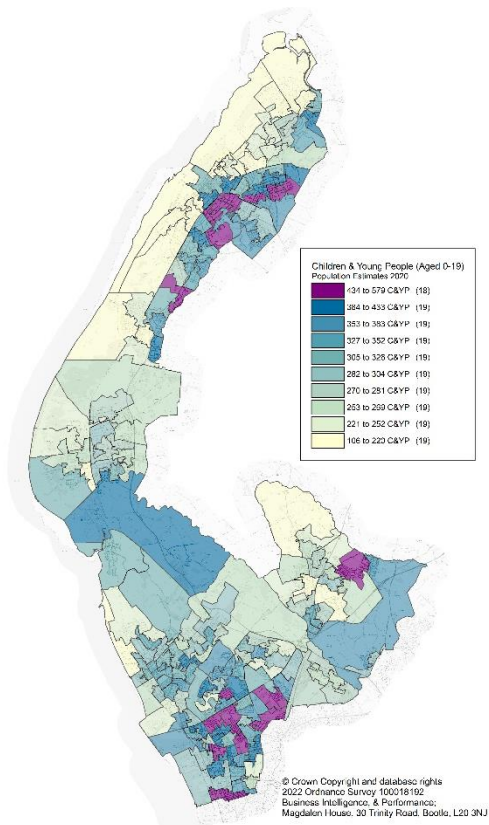 Children & Young People (Aged 0-19)
Population Estimates 2020
434 to 579 C&YP (18)
384 to 433 C&YP (19)
353 to 383 C&YP (19)
327 to 352 C&YP (19)
305 to 326 C&YP (19)
282 to 304 C&YP (19)
270 to 281 C&YP (19)
253 to 269 C&YP (19)
221 to 252 C&YP (19)
106 to 220 C&YP (19)
© Crown Copyright and database rights
2022 Ordnance Survey 100018192
Business Intelligence, & Performance;
Magdalen House, 30 Trinity Road, Bootle, L20 3NJ